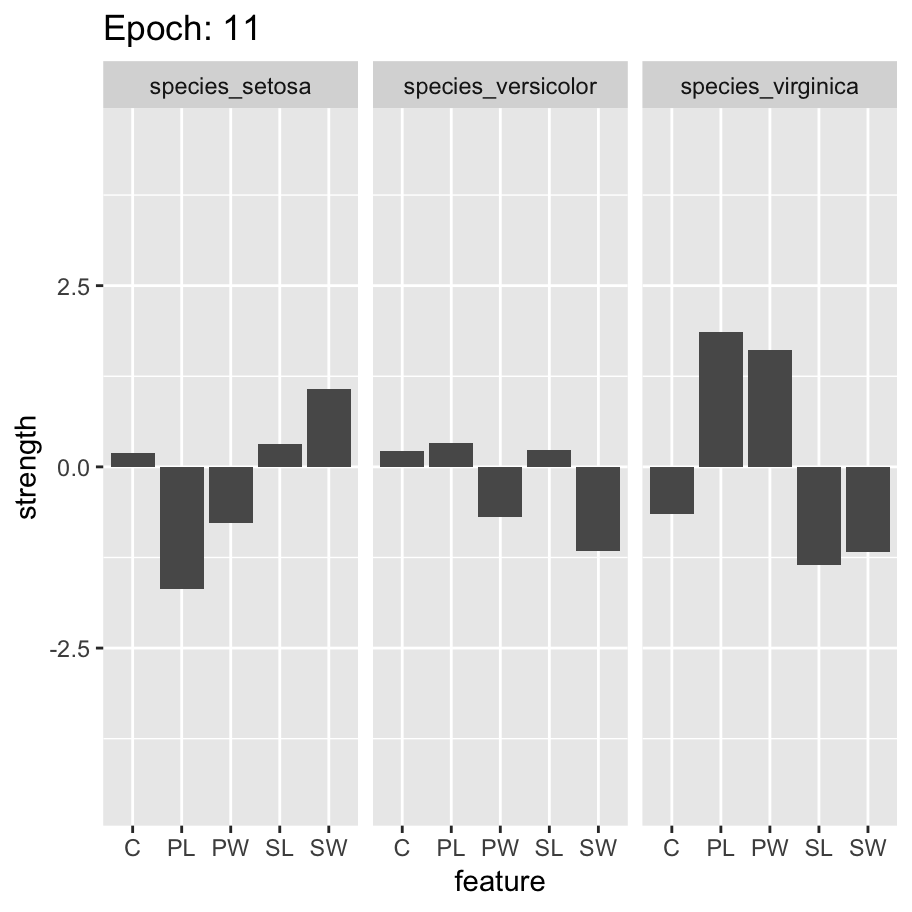 Epoch: 11
species_setosa species_versicolor species_virginica
strength
2.5
0.0
-2.5
C PL PW SL SW C PL PW SL SW C PL PW SL SW
feature